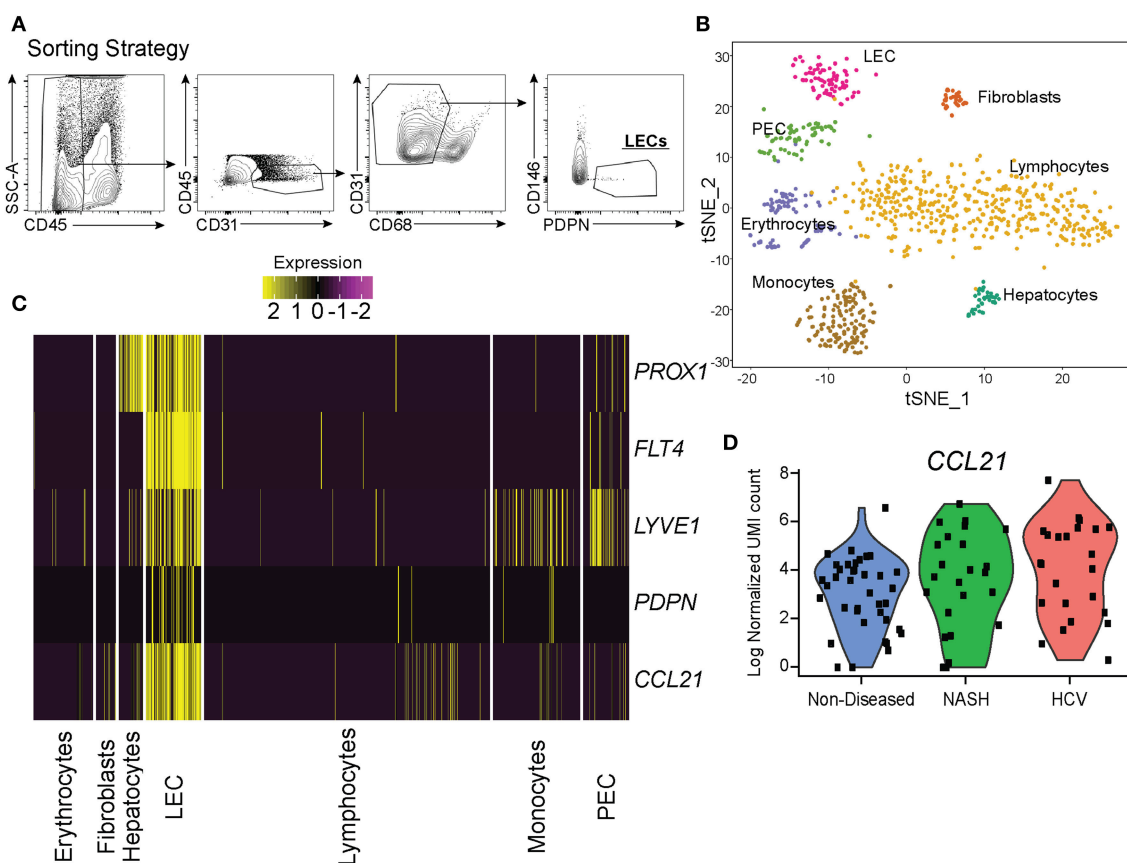 A
Sorting Strategy
SSC-A
CD45
CD45
CD31
CD31
CD68
CD146
LECs
PDPN
B
tSNE_2
30
20
10
0
-10
-20
-30
LEC
Fibroblasts
PEC
Lymphocytes
Erythrocytes
Monocytes
Hepatocytes
-20
-10
0
10
20
tSNE_1
Expression
2 1 0 -1 -2
C
PROX1
FLT4
LYVE1
PDPN
CCL21
Erythrocytes
Fibroblasts
Hepatocytes
LEC
Lymphocytes
Monocytes
PEC
D
CCL21
Log Normalized UMI count
8
6
4
2
0
Non-Diseased
NASH
HCV